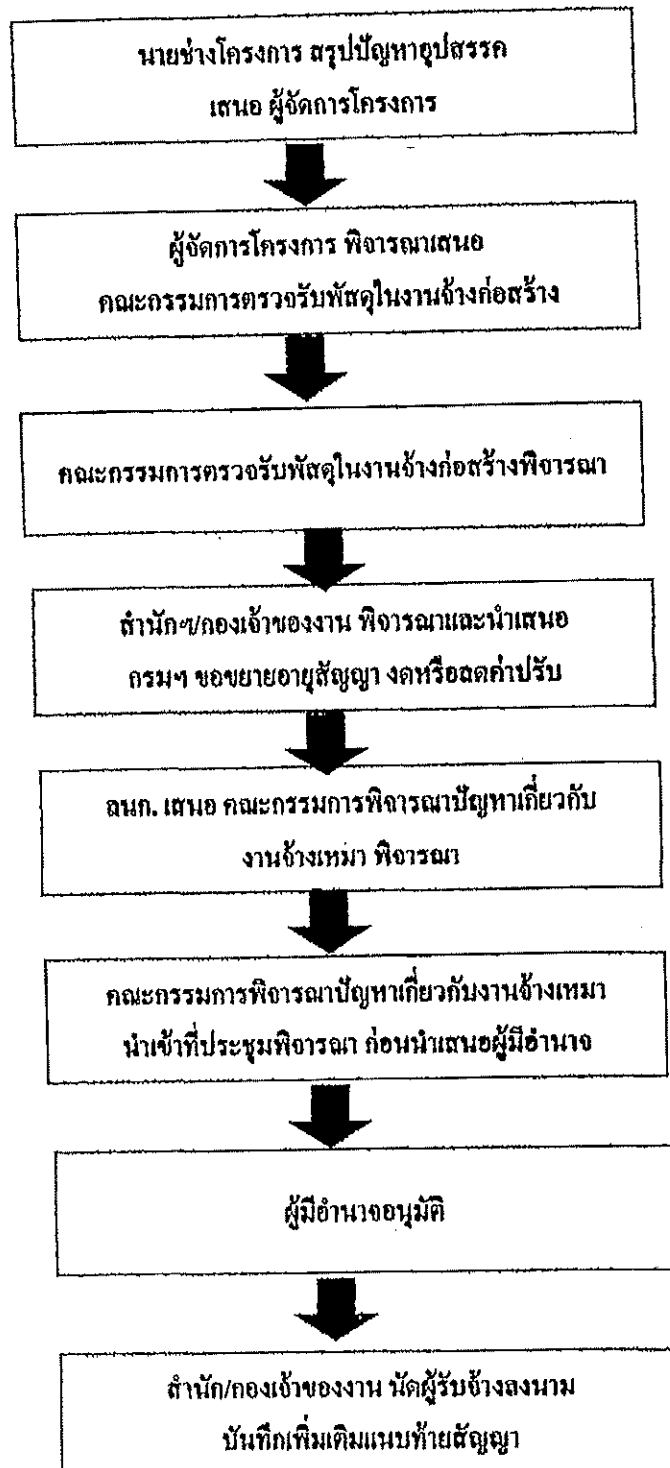 นายช่างโครงการ สรุปปัญหาอุปสรรค
เสนอ ผู้จัดการโครงการ
ผู้จัดการโครงการ พิจารณาเสนอ
คณะกรรมการตรวจรับพัสดุในงานจ้างก่อสร้าง
คณะกรรมการตรวจรับพัสดุในงานจ้างก่อสร้างพิจารณา
สำนักฯ/กองเจ้าของงาน พิจารณาและนำเสนอ
กรมฯ ขอขยายอายุสัญญา งดหรือลดค่าปรับ
ลนก. เสนอ คณะกรรมการพิจารณาปัญหาเกี่ยวกับ
งานจ้างเหมา พิจารณา
คณะกรรมการพิจารณาปัญหาเกี่ยวกับงานจ้างเหมา
นำเข้าที่ประชุมพิจารณา ก่อนนำเสนอผู้มีอำนาจ
ผู้มีอำนาจอนุมัติ
สำนัก/กองเจ้าของงาน นัดผู้รับจ้างลงนาม
บันทึกเพิ่มเติมแนบท้ายสัญญา